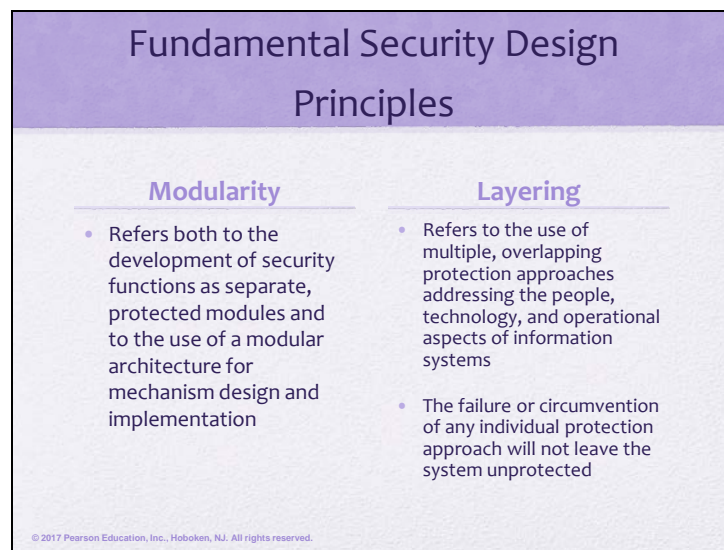 Fundamental Security Design
Principles
Modularity
• Refers both to the
development of security
functions as separate,
protected modules and
to the use of a modular
architecture for
mechanism design and
implementation
Layering
• Refers to the use of
multiple, overlapping
protection approaches
addressing the people,
technology, and operational
aspects of information
systems
• The failure or circumvention
of any individual protection
approach will not leave the
system unprotected
© 2017 Pearson Education, Inc., Hoboken, NJ. All rights reserved.